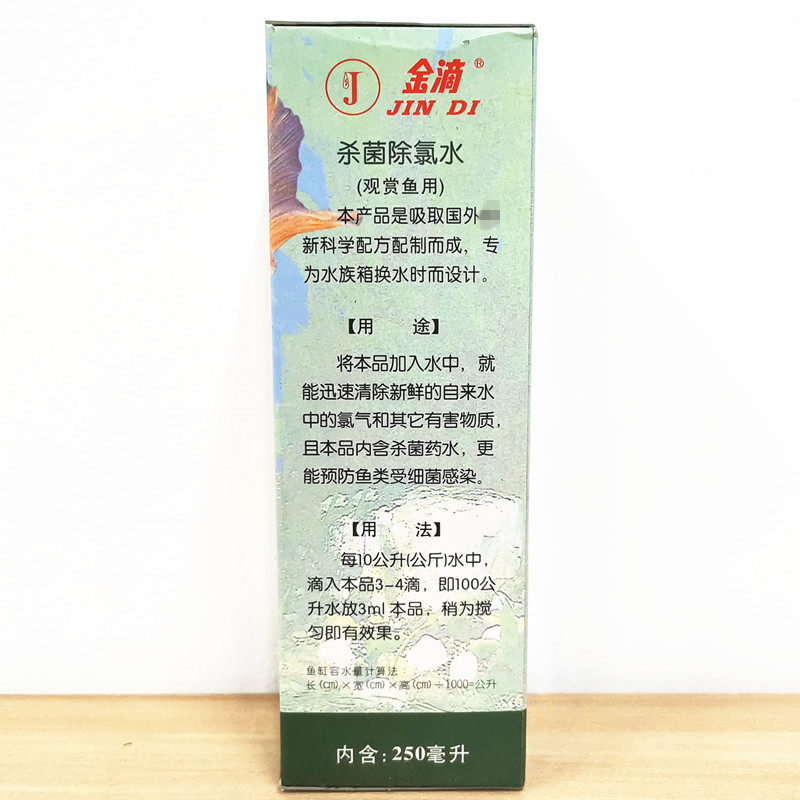 J
金滴®
JIN DI
杀菌除氯水
(观赏鱼用)
本产品是吸取国外
新科学配方配制而成，专
为水族箱换水时而设计。
【用 途】
将本品加入水中，就
能迅速清除新鲜的自来水
中的氯气和其它有害物质，
且本品内含杀菌药水，更
能预防鱼类受细菌感染。
【用 法】
每10公升(公斤)水中，
滴入本品3-4滴，即100公
升水放3ml本品，稍为搅
匀即有效果。
鱼缸容水量计算法：
长(cm)×宽(cm)×高(cm)÷1000=公升
内含：250毫升